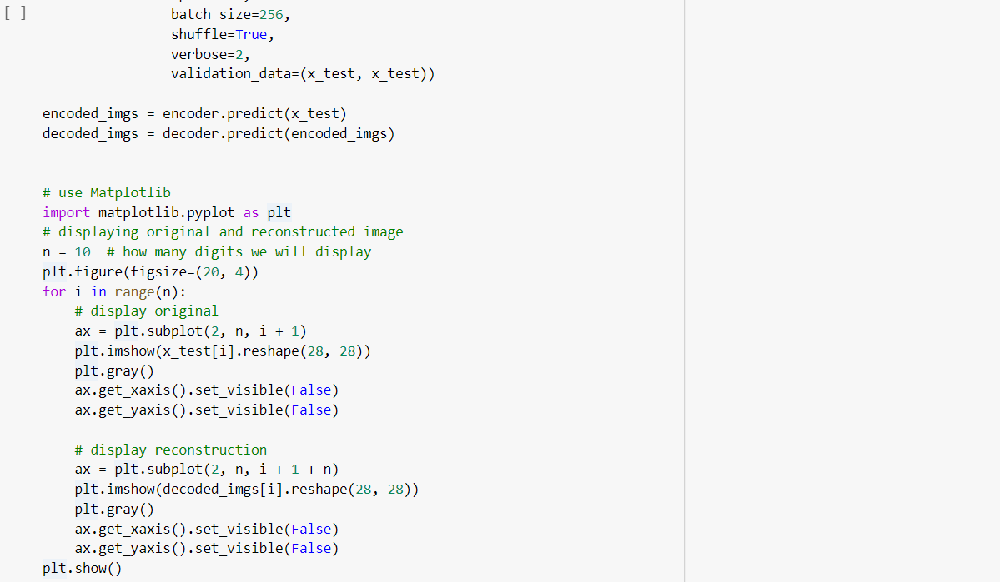 [ ]
batch_size=256,
shuffle=True,
verbose=2,
validation_data=(x_test, x_test))
encoded_imgs = encoder.predict(x_test)
decoded_imgs = decoder.predict(encoded_imgs)
# use Matplotlib
import matplotlib.pyplot as plt
# displaying original and reconstructed image
n = 10  # how many digits we will display
plt.figure(figsize=(20, 4))
for i in range(n):
    # display original
    ax = plt.subplot(2, n, i + 1)
    plt.imshow(x_test[i].reshape(28, 28))
    plt.gray()
    ax.get_xaxis().set_visible(False)
    ax.get_yaxis().set_visible(False)
    # display reconstruction
    ax = plt.subplot(2, n, i + 1 + n)
    plt.imshow(decoded_imgs[i].reshape(28, 28))
    plt.gray()
    ax.get_xaxis().set_visible(False)
    ax.get_yaxis().set_visible(False)
plt.show()